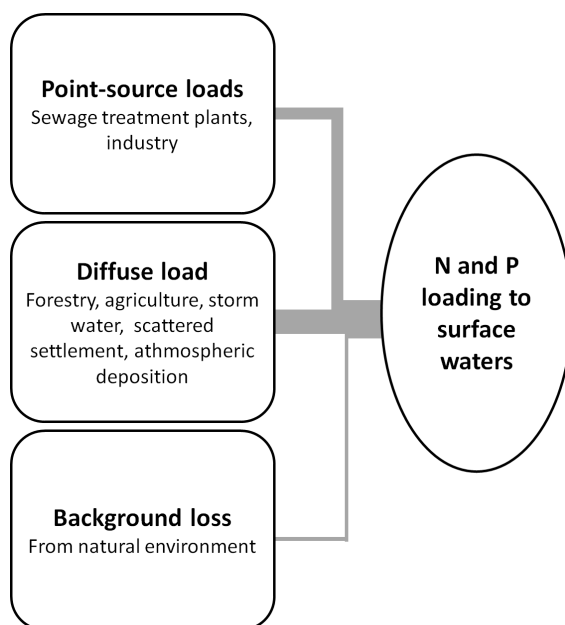 Point-source loads
Sewage treatment plants,
industry
Diffuse load
Forestry, agriculture, storm
water, scattered
settlement, athmospheric
deposition
Background loss
From natural environment
N and P
loading to
surface
waters